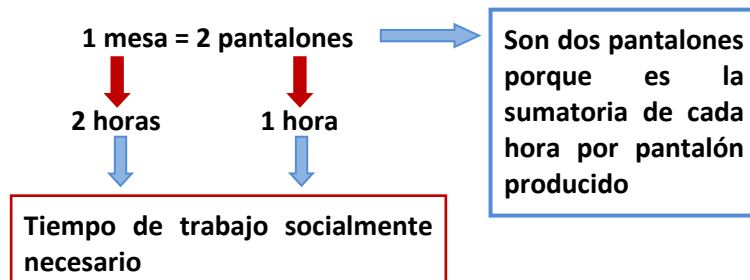 1 mesa = 2 pantalones
2 horas 1 hora
Tiempo de trabajo socialmente
necesario
Son dos pantalones
porque es la
sumatoria de cada
hora por pantalón
producido